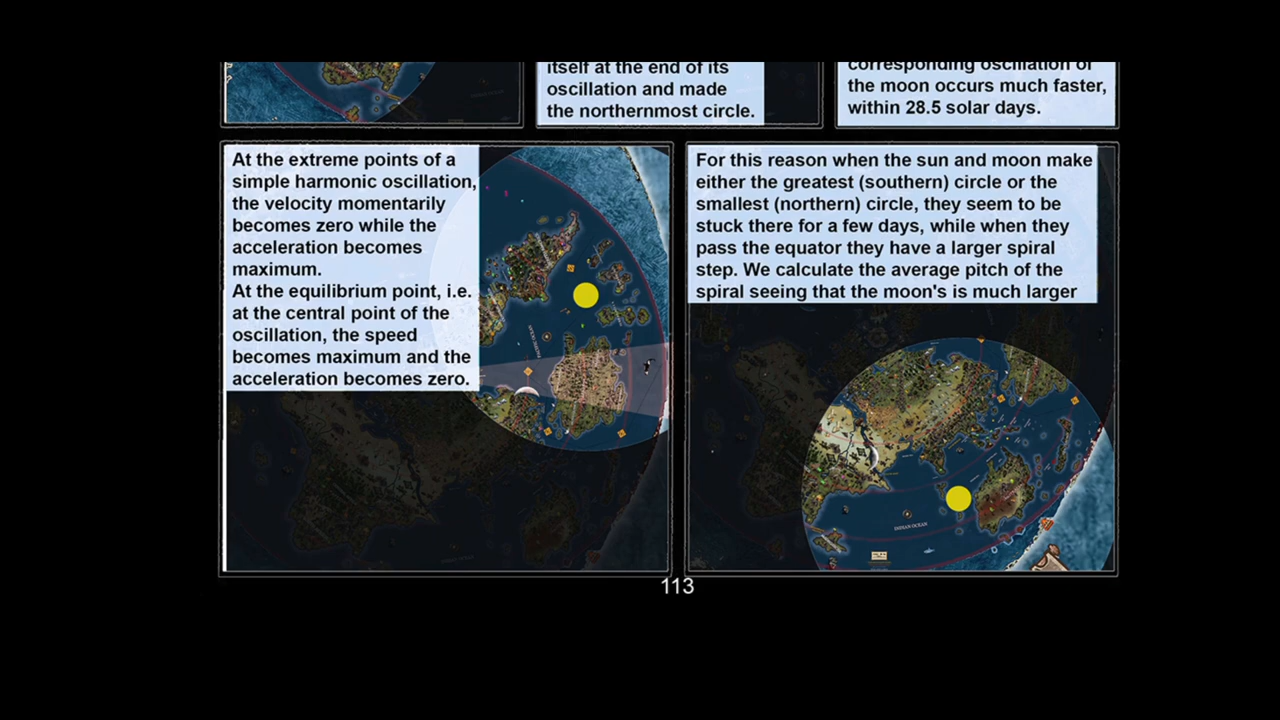 itself at the end of its
oscillation and made
the northernmost circle.
corresponding oscillation of
the moon occurs much faster,
within 28.5 solar days.
At the extreme points of a
simple harmonic oscillation,
the velocity momentarily
becomes zero while the
acceleration becomes
maximum.
At the equilibrium point, i.e.
at the central point of the
oscillation, the speed
becomes maximum and the
acceleration becomes zero.
PACIFIC OCEAN
For this reason when the sun and moon make
either the greatest (southern) circle or the
smallest (northern) circle, they seem to be
stuck there for a few days, while when they
pass the equator they have a larger spiral
step. We calculate the average pitch of the
spiral seeing that the moon's is much larger
INDIAN OCEAN
113